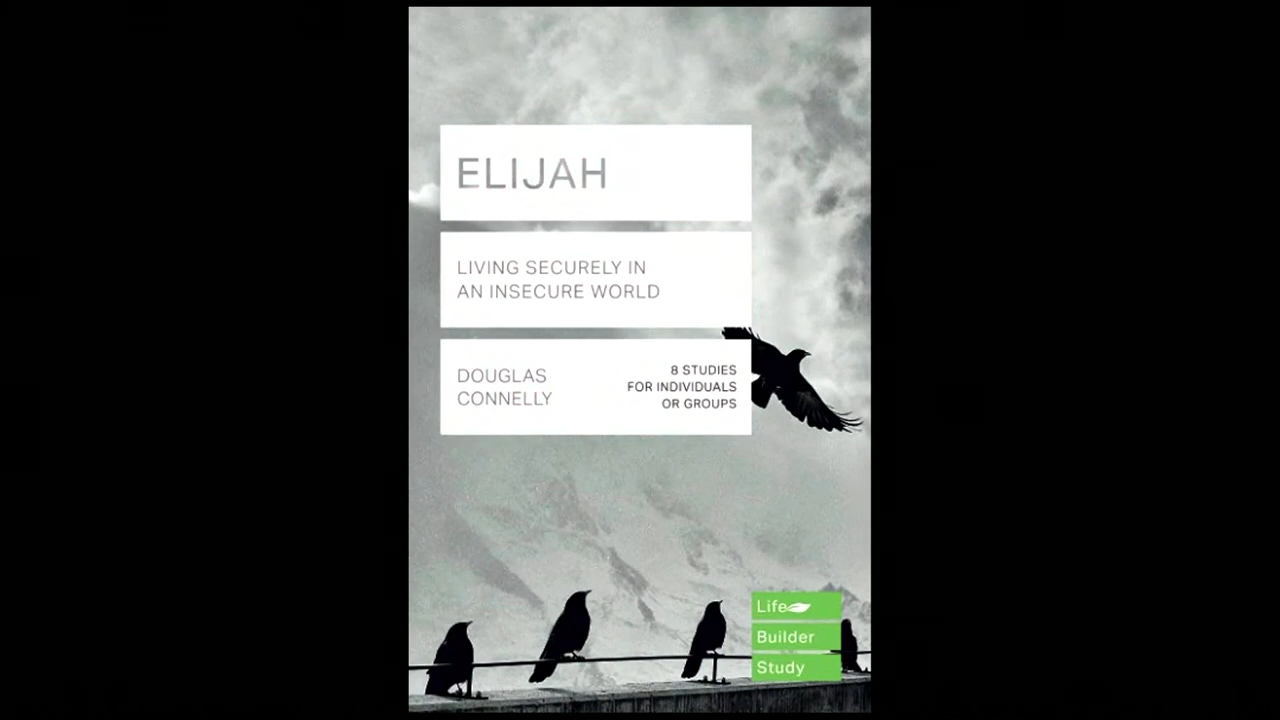 ELIJAH
LIVING SECURELY IN
AN INSECURE WORLD
DOUGLAS
CONNELLY
8 STUDIES
FOR INDIVIDUALS
OR GROUPS
Life
Builder
Study